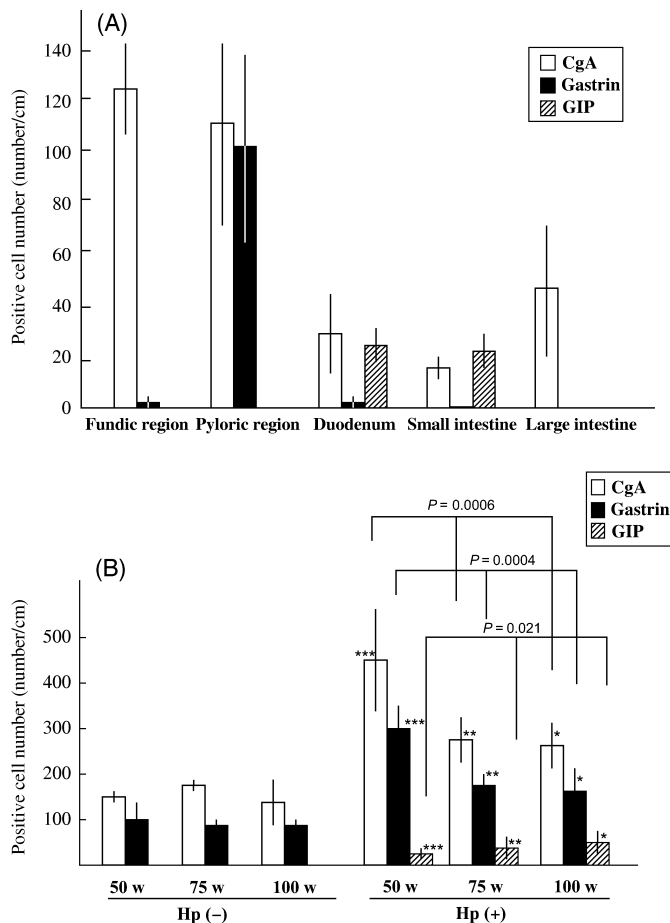 (A)
Positive cell number (number/cm)
140
120
100
80
60
40
20
0
CgA
Gastrin
GIP
Fundic region Pyloric region Duodenum Small intestine Large intestine
(B)
Positive cell number (number/cm)
500
400
300
200
100
CgA
Gastrin
GIP
P = 0.0006
P = 0.0004
P = 0.021
*** *** ***
** ** **
* * *
50 w 75 w 100 w 50 w 75 w 100 w
Hp (–) Hp (+)